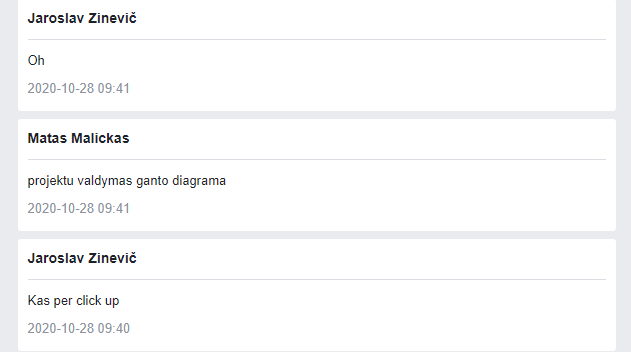 Jaroslav Zinevič
Oh
2020-10-28 09:41
Matas Malickas
projektu valdymas ganto diagrama
2020-10-28 09:41
Jaroslav Zinevič
Kas per click up
2020-10-28 09:40